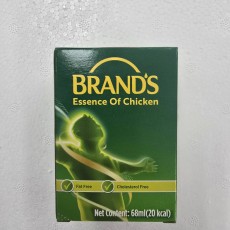 BRAND'S
Essence Of Chicken
Fat Free
Cholesterol Free
Net Content: 68ml(20 kcal)